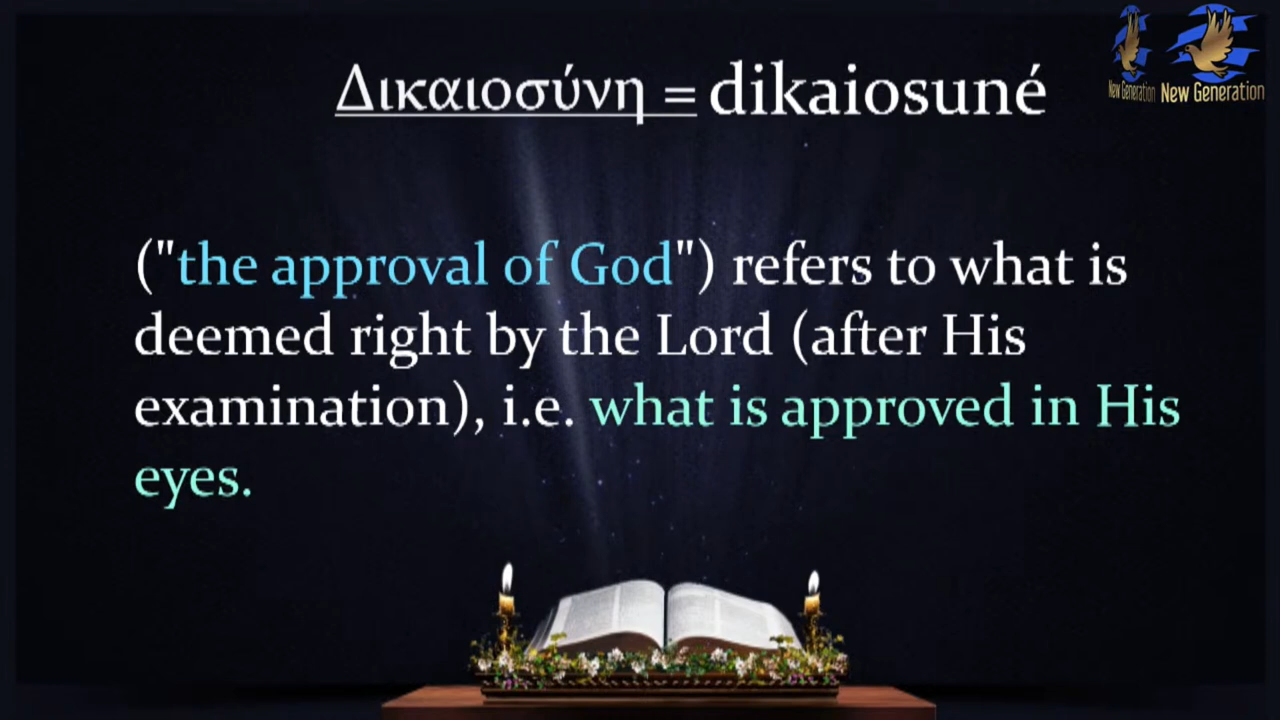 Δικαιοσύνη = dikaiosuné
New Generation New Generation
("the approval of God") refers to what is
deemed right by the Lord (after His
examination), i.e. what is approved in His
eyes.